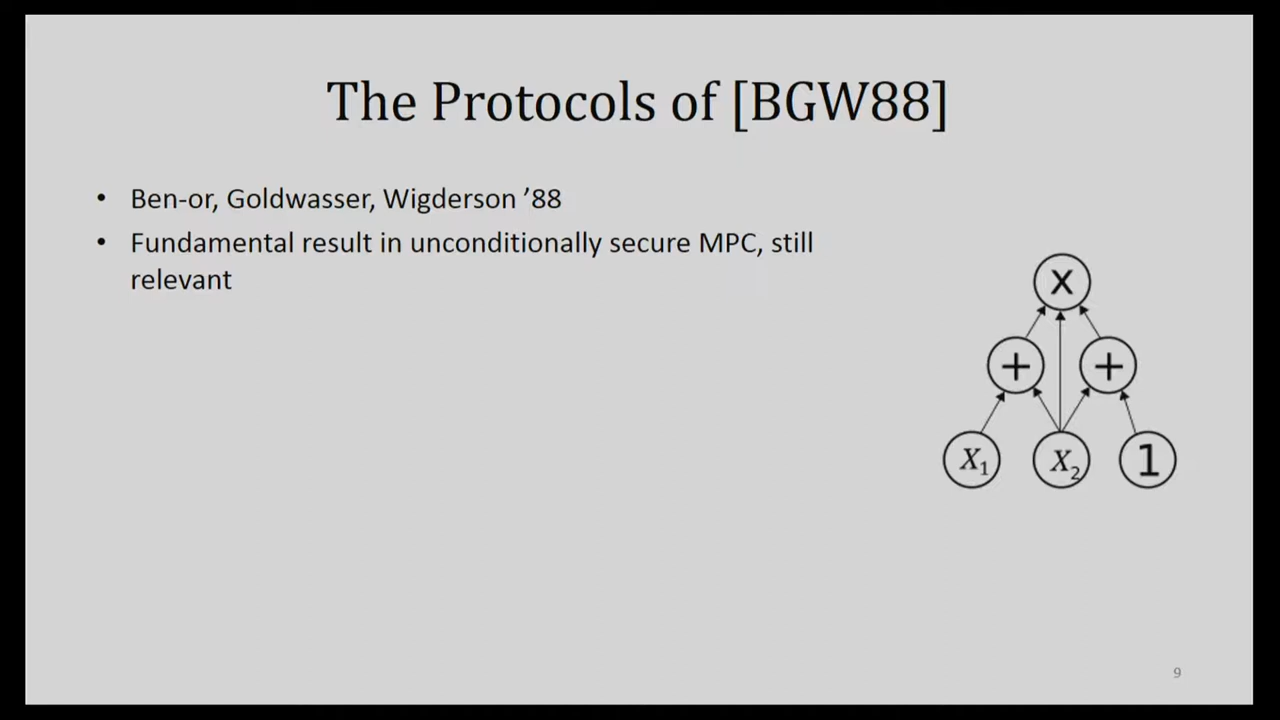 The Protocols of [BGW88]
• Ben-or, Goldwasser, Wigderson ’88
• Fundamental result in unconditionally secure MPC, still
relevant
x
+ +
X₁ X₂ 1
9